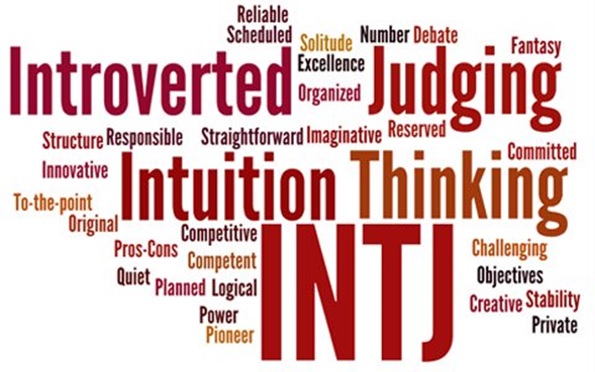 Reliable
Scheduled
Solitude
Number Debate
Fantasy
Introverted
Excellence
Judging
Organized
Structure Responsible Straightforward Imaginative Reserved
Committed
Innovative
Intuition Thinking
To-the-point
Original
Competitive
Pros-Cons
INTJ
Challenging
Competent
Quiet
Objectives
Planned Logical
Creative Stability
Power
Private
Pioneer